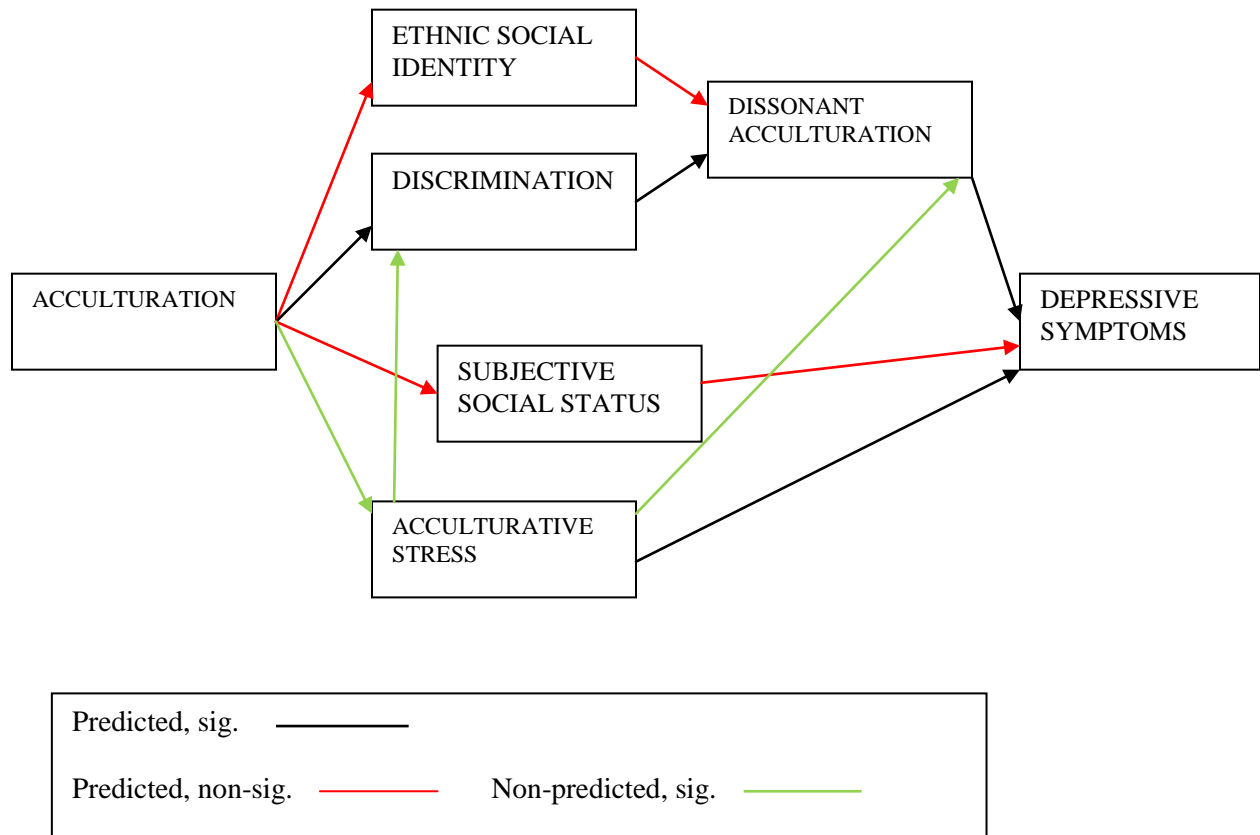 ETHNIC SOCIAL
IDENTITY
DISSONANT
ACCULTURATION
DISCRIMINATION
ACCULTURATION
DEPRESSIVE
SYMPTOMS
SUBJECTIVE
SOCIAL STATUS
ACCULTURATIVE
STRESS
Predicted, sig.
Predicted, non-sig. Non-predicted, sig.